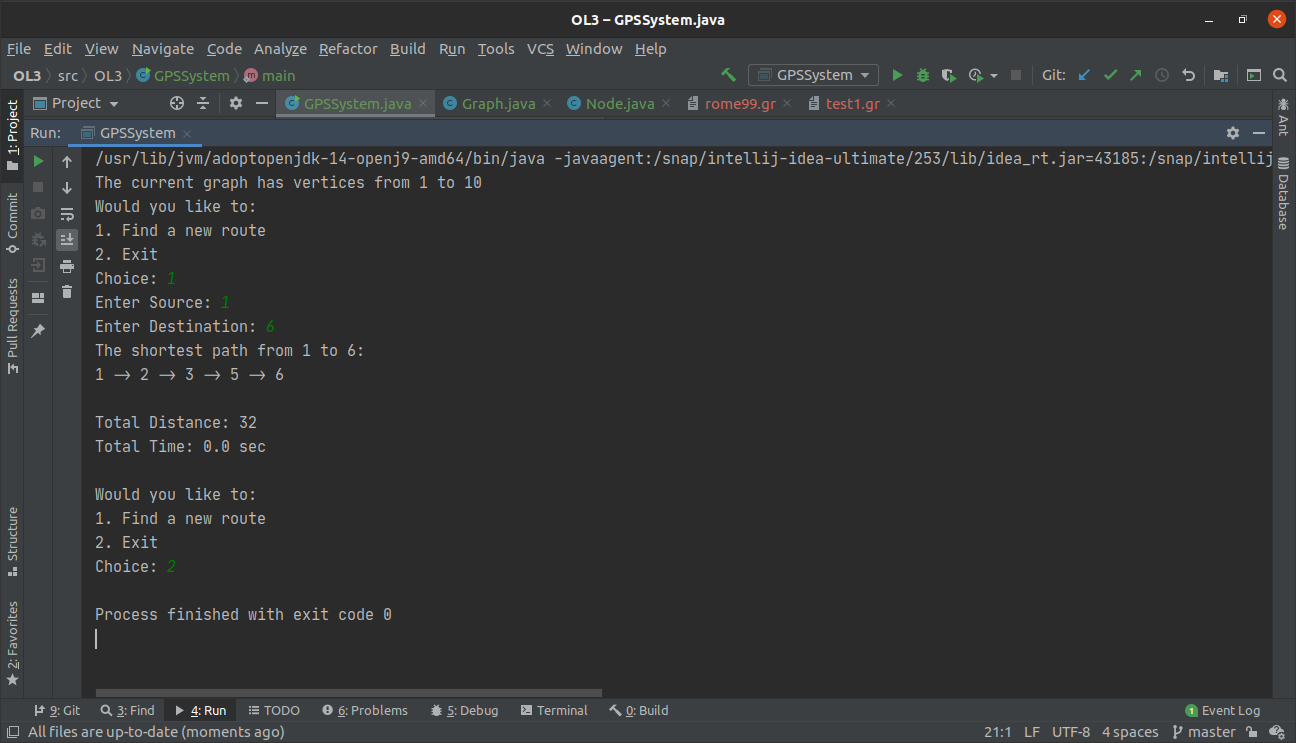 OL3 – GPSSystem.java
File Edit View Navigate Code Analyze Refactor Build Run Tools VCS Window Help
OL3 src OL3 GPSSystem main GPSSystem Git:
Project GPSSystem.java Graph.java Node.java rome99.gr test1.gr
Run: GPSSystem
/usr/lib/jvm/adoptopenjdk-14-openj9-amd64/bin/java -javaagent:/snap/intellij-idea-ultimate/253/lib/idea_rt.jar=43185:/snap/intellij
The current graph has vertices from 1 to 10
Would you like to:
1. Find a new route
2. Exit
Choice: 1
Enter Source: 1
Enter Destination: 6
The shortest path from 1 to 6:
1 -> 2 -> 3 -> 5 -> 6
Total Distance: 32
Total Time: 0.0 sec
Would you like to:
1. Find a new route
2. Exit
Choice: 2
Process finished with exit code 0
1: Project
Commit
Pull Requests
Structure
2: Favorites
Ant
Database
9: Git 3: Find 4: Run TODO 6: Problems 5: Debug Terminal 0: Build 1 Event Log
All files are up-to-date (moments ago) 21:1 LF UTF-8 4 spaces master